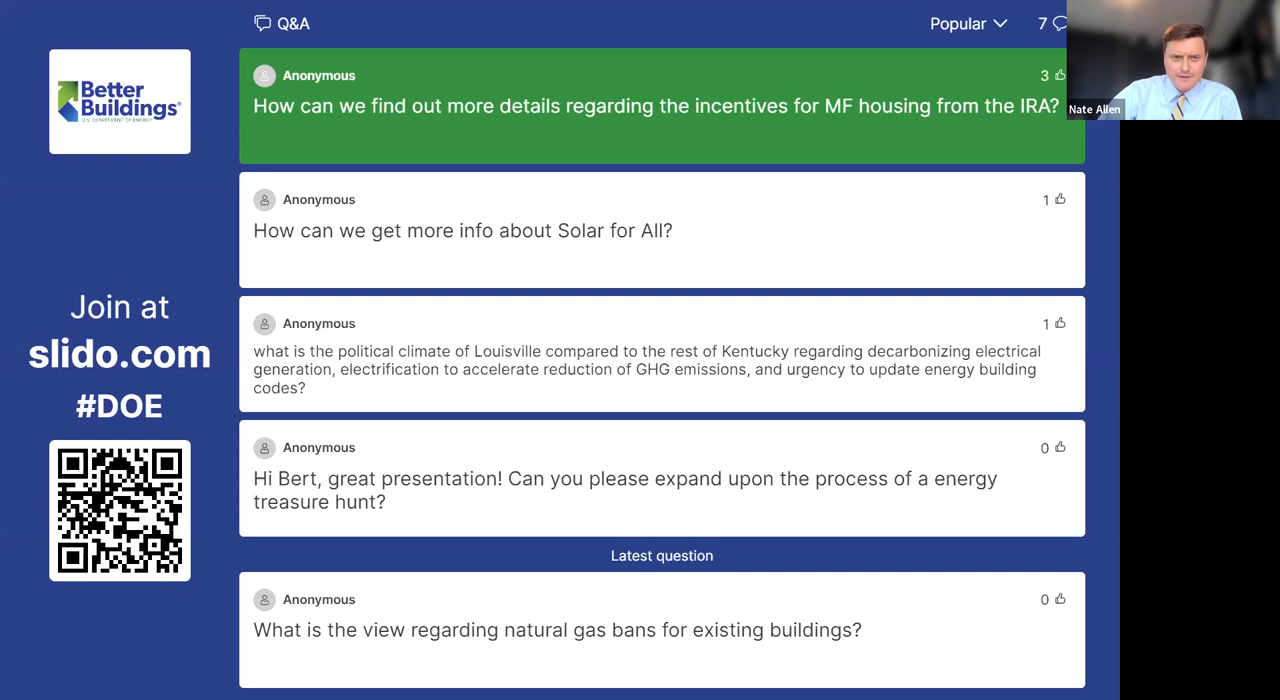 Q&A
Popular
7
Better
Buildings®
U.S. DEPARTMENT OF ENERGY
Anonymous
3
How can we find out more details regarding the incentives for MF housing from the IRA?
Nate Allen
Anonymous
1
How can we get more info about Solar for All?
Join at
slido.com
#DOE
Anonymous
1
what is the political climate of Louisville compared to the rest of Kentucky regarding decarbonizing electrical
generation, electrification to accelerate reduction of GHG emissions, and urgency to update energy building
codes?
Anonymous
0
Hi Bert, great presentation! Can you please expand upon the process of a energy
treasure hunt?
Latest question
Anonymous
0
What is the view regarding natural gas bans for existing buildings?